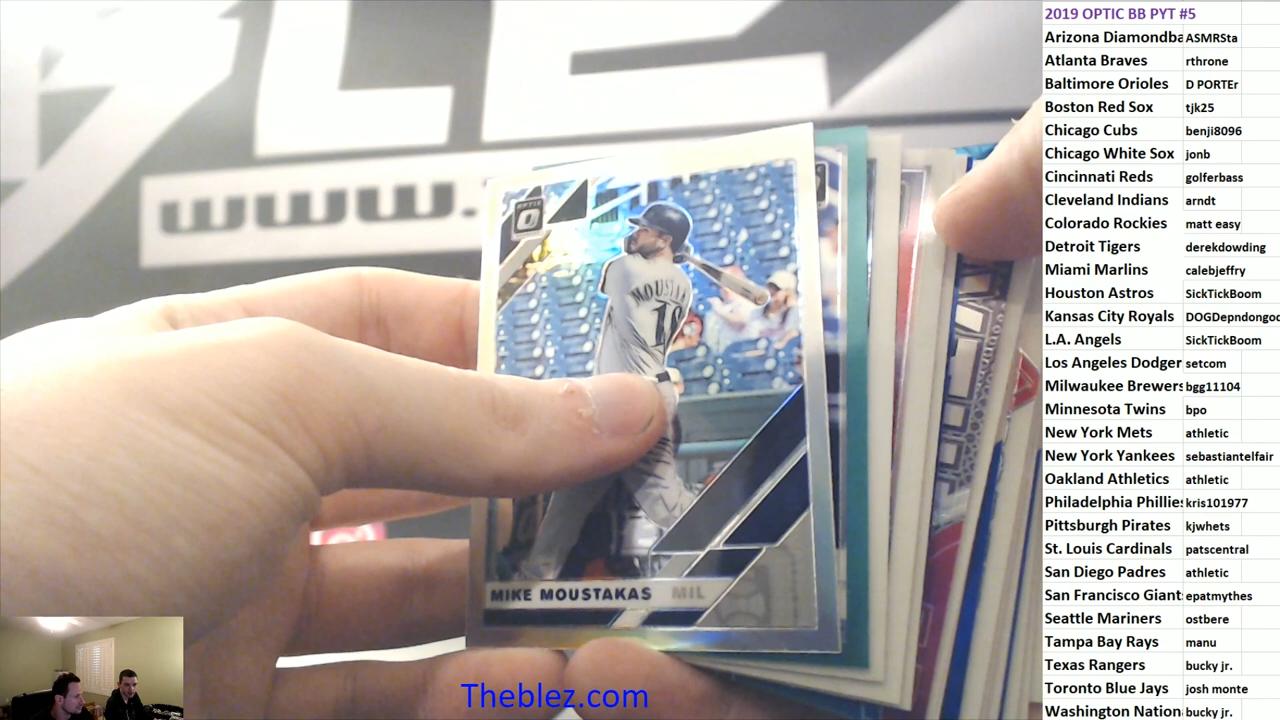 www.
OPTIC
MOUSTAK
18
MIKE MOUSTAKAS MIL
Theblez.com
2019 OPTIC BB PYT #5
Arizona Diamondba ASMRSta
Atlanta Braves rthrone
Baltimore Orioles D PORTEr
Boston Red Sox tjk25
Chicago Cubs benji8096
Chicago White Sox jonb
Cincinnati Reds golferbass
Cleveland Indians arndt
Colorado Rockies matt easy
Detroit Tigers derekdowding
Miami Marlins calebjeffry
Houston Astros SickTickBoom
Kansas City Royals DOGDepndongod
L.A. Angels SickTickBoom
Los Angeles Dodger setcom
Milwaukee Brewers bgg11104
Minnesota Twins bpo
New York Mets athletic
New York Yankees sebastiantelfair
Oakland Athletics athletic
Philadelphia Phillies kris101977
Pittsburgh Pirates kjwhets
St. Louis Cardinals patscentral
San Diego Padres athletic
San Francisco Giants epatmythes
Seattle Mariners ostbere
Tampa Bay Rays manu
Texas Rangers bucky jr.
Toronto Blue Jays josh monte
Washington Nation bucky jr.